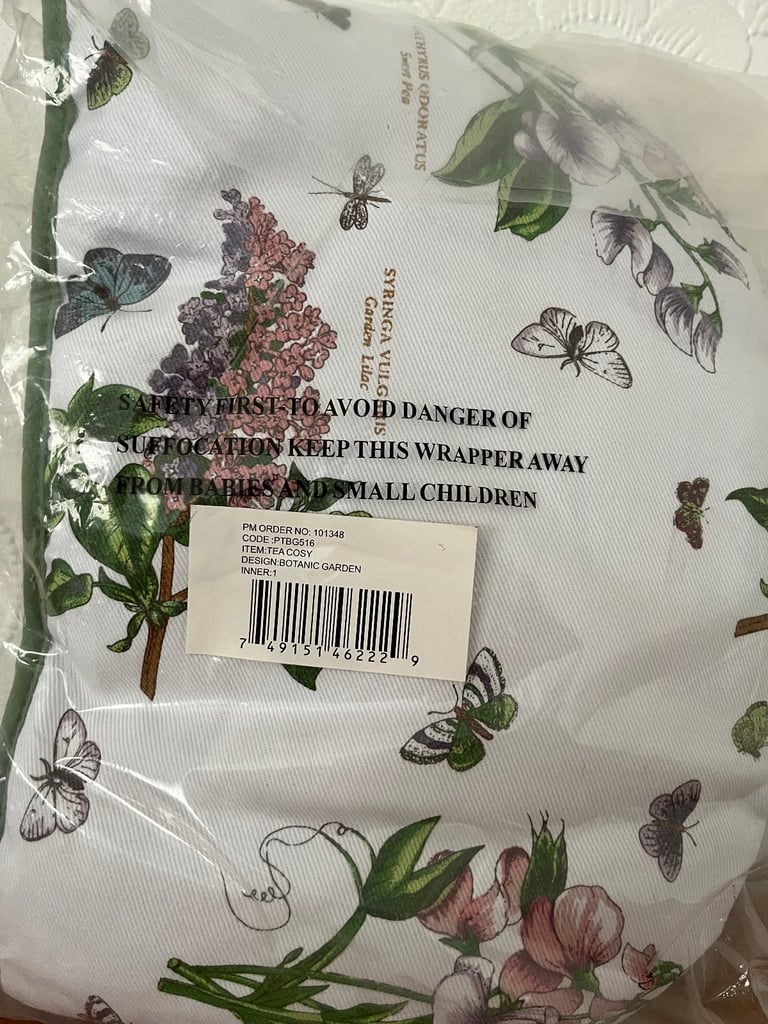 ATHYRUS ODORATUS
Sweet Pea
SYRINGA VULGARIS
Garden Lilac
SAFETY FIRST-TO AVOID DANGER OF
SUFFOCATION KEEP THIS WRAPPER AWAY
FROM BABIES AND SMALL CHILDREN
PM ORDER NO: 101348
CODE :PTBG516
ITEM:TEA COSY
DESIGN:BOTANIC GARDEN
INNER:1
7 49151 46222 9